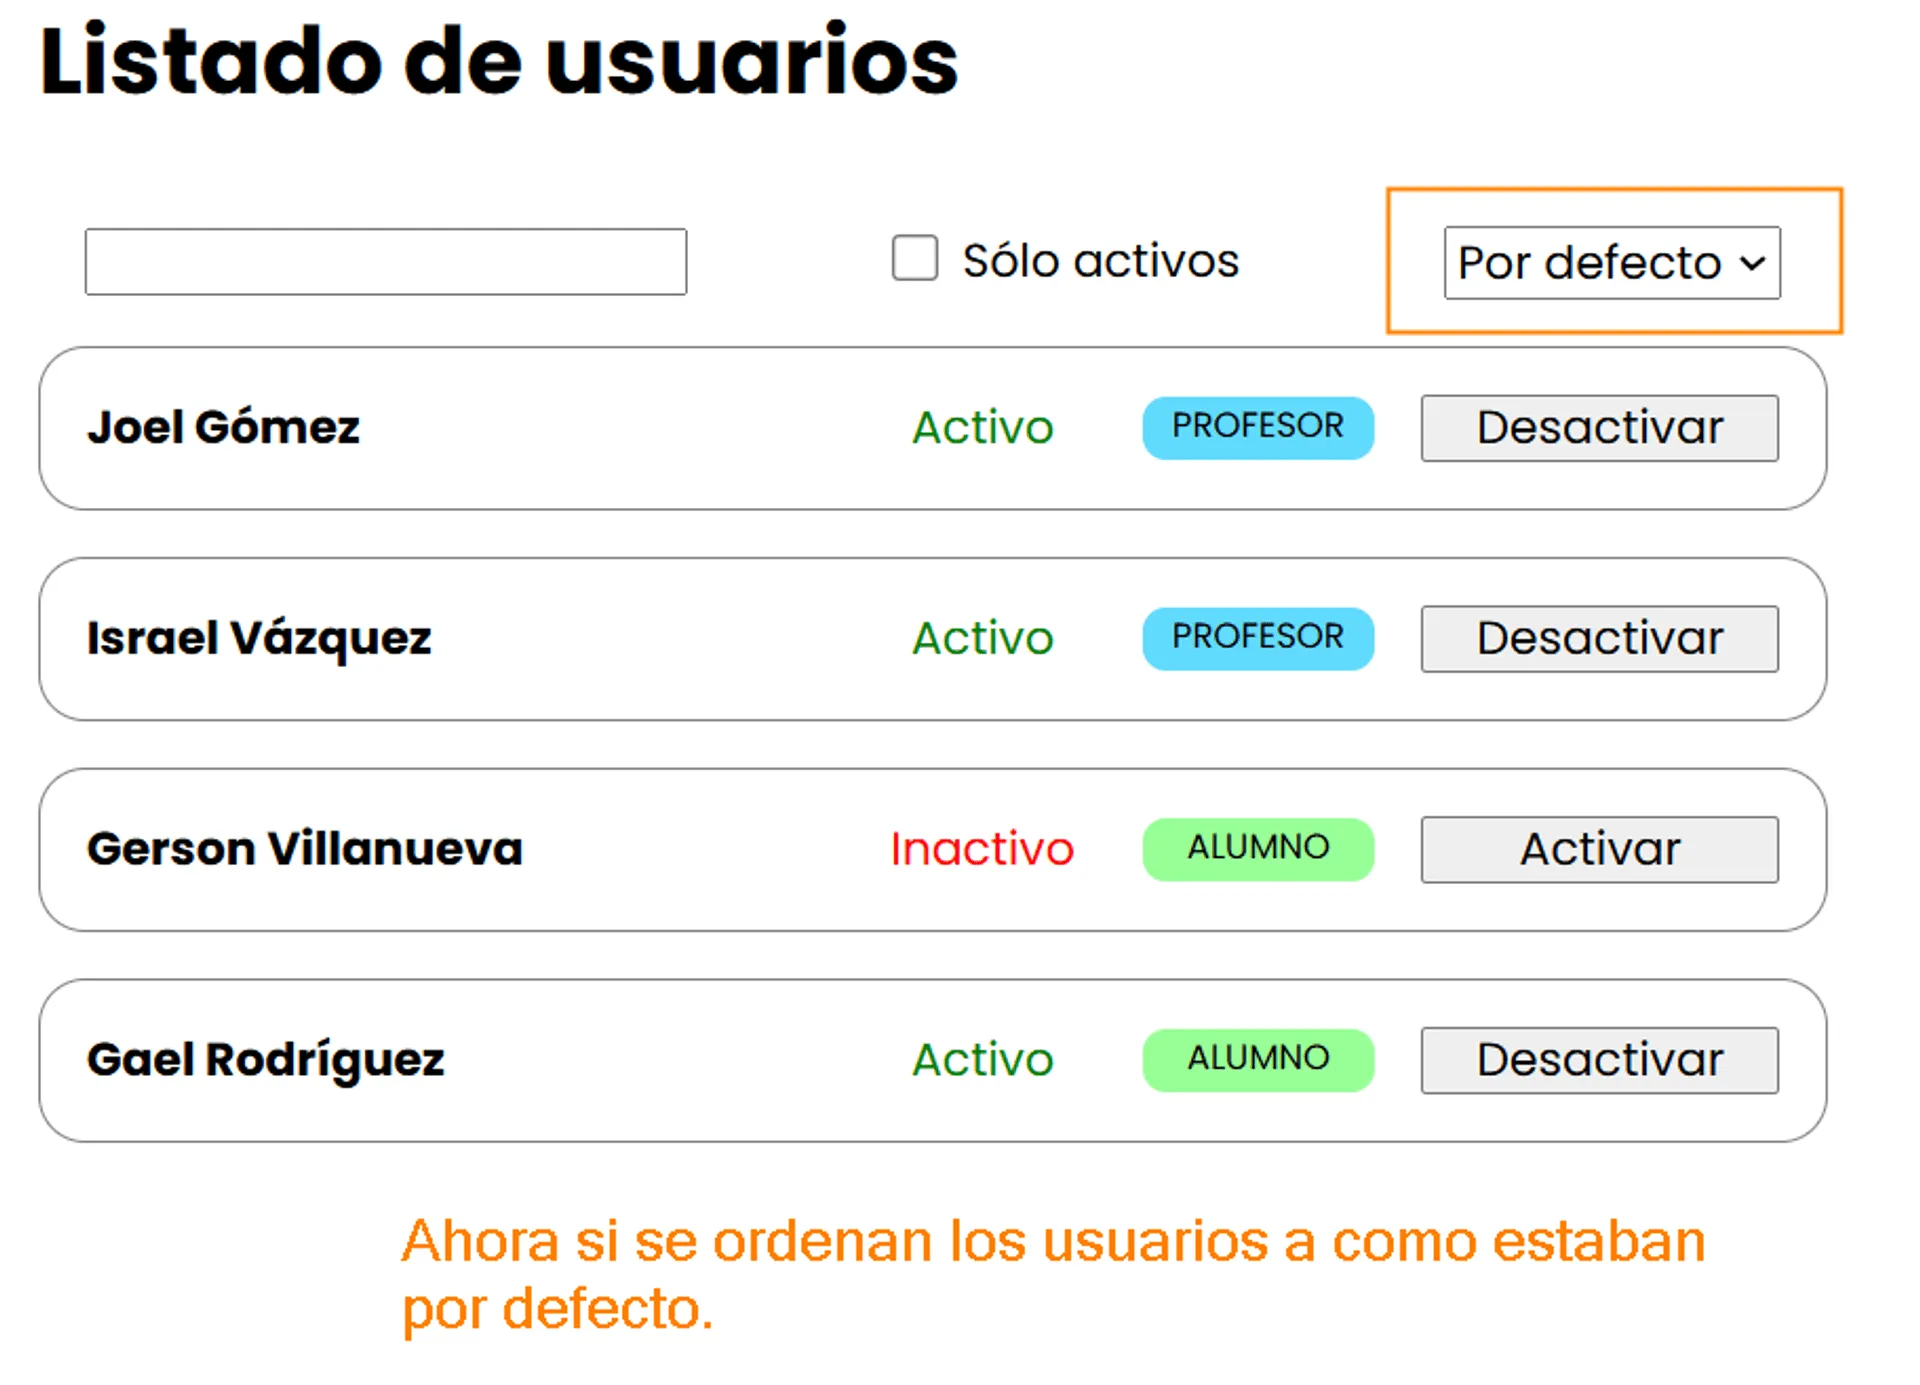 Listado de usuarios
Sólo activos Por defecto
Joel Gómez Activo PROFESOR Desactivar
Israel Vázquez Activo PROFESOR Desactivar
Gerson Villanueva Inactivo ALUMNO Activar
Gael Rodríguez Activo ALUMNO Desactivar
Ahora si se ordenan los usuarios a como estaban
por defecto.